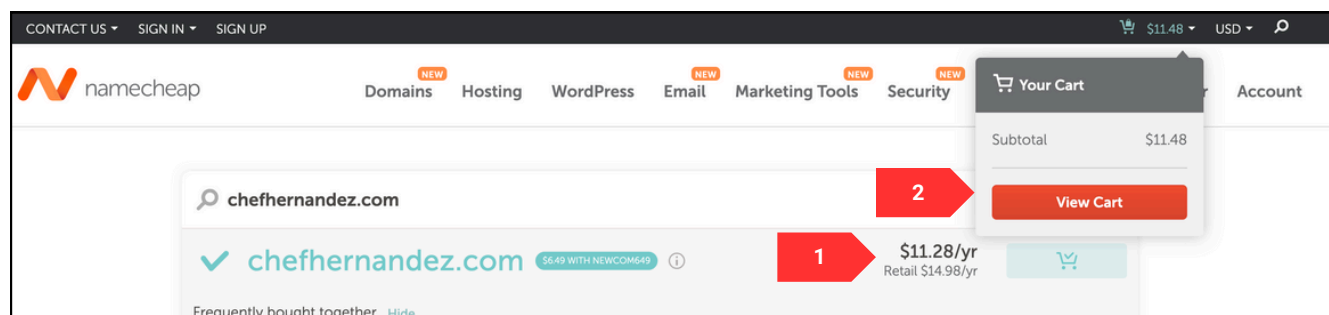 CONTACT US SIGN IN SIGN UP $11.48 USD
namecheap
NEW NEW NEW NEW
Domains Hosting WordPress Email Marketing Tools Security Account
Your Cart
Subtotal $11.48
View Cart
2
chefhernandez.com
chefhernandez.com $6.49 WITH NEWCOM649
1
$11.28/yr
Retail $14.98/yr
Frequently bought together Hide